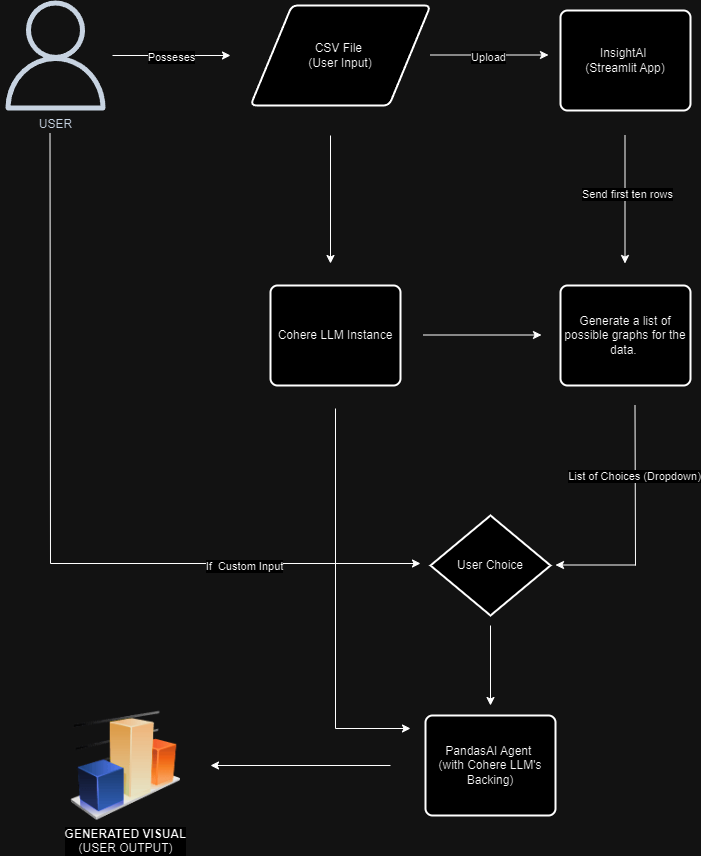 USER
Posseses
CSV File
(User Input)
Upload
InsightAI
(Streamlit App)
Send first ten rows
Cohere LLM Instance
Generate a list of
possible graphs for the
data.
List of Choices (Dropdown)
If Custom Input
User Choice
PandasAI Agent
(with Cohere LLM's
Backing)
GENERATED VISUAL
(USER OUTPUT)